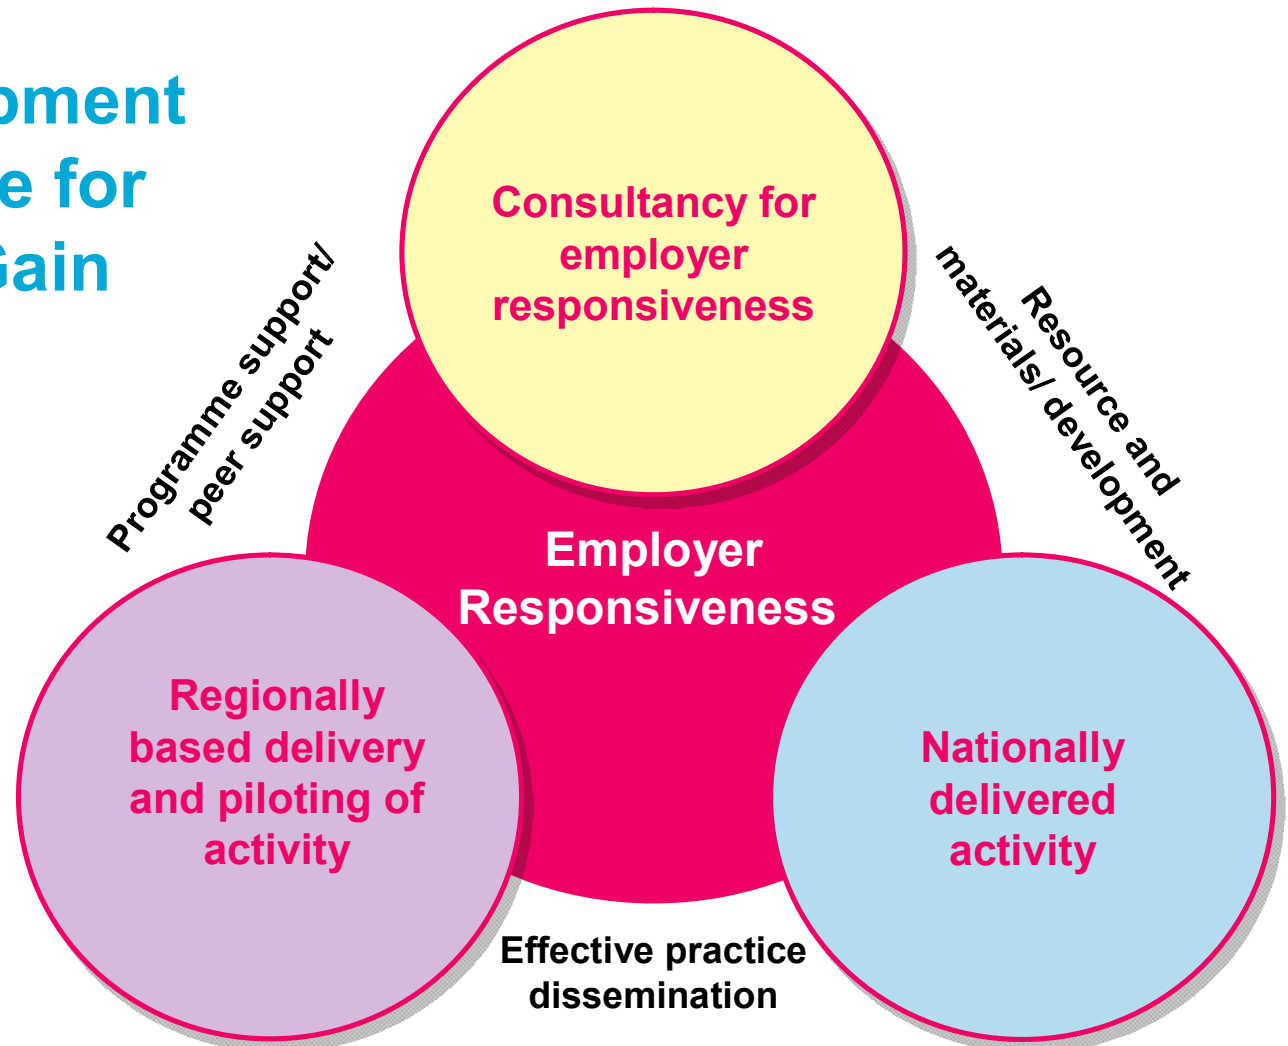 pment
e for
Gain
Consultancy for
employer
responsiveness
Programme support/
peer support
Resource and
materials/ development
Employer
Responsiveness
Regionally
based delivery
and piloting of
activity
Nationally
delivered
activity
Effective practice
dissemination